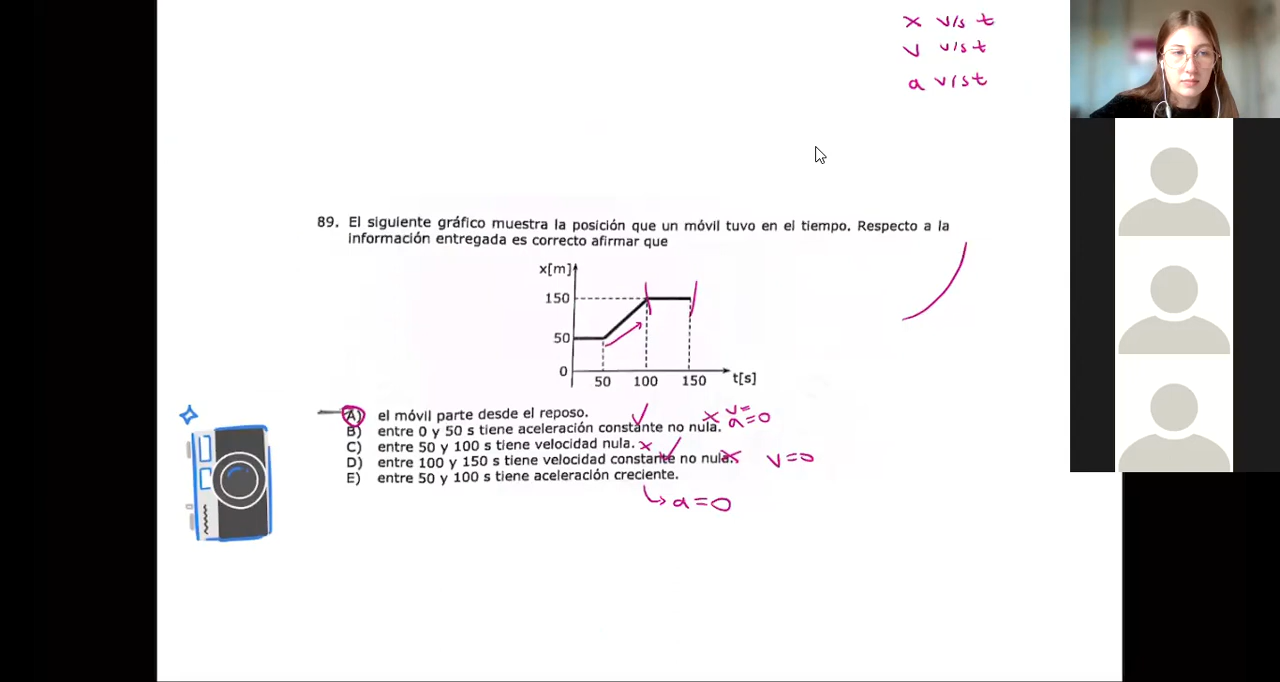 x v/s t
v v/s t
a v/s t
89. El siguiente gráfico muestra la posición que un móvil tuvo en el tiempo. Respecto a la
información entregada es correcto afirmar que
x[m]
150
50
0
50 100 150 t[s]
A) el móvil parte desde el reposo.
B) entre 0 y 50 s tiene aceleración constante no nula. x v= a=0
C) entre 50 y 100 s tiene velocidad nula. x
D) entre 100 y 150 s tiene velocidad constante no nula. v=0
E) entre 50 y 100 s tiene aceleración creciente.
a=0